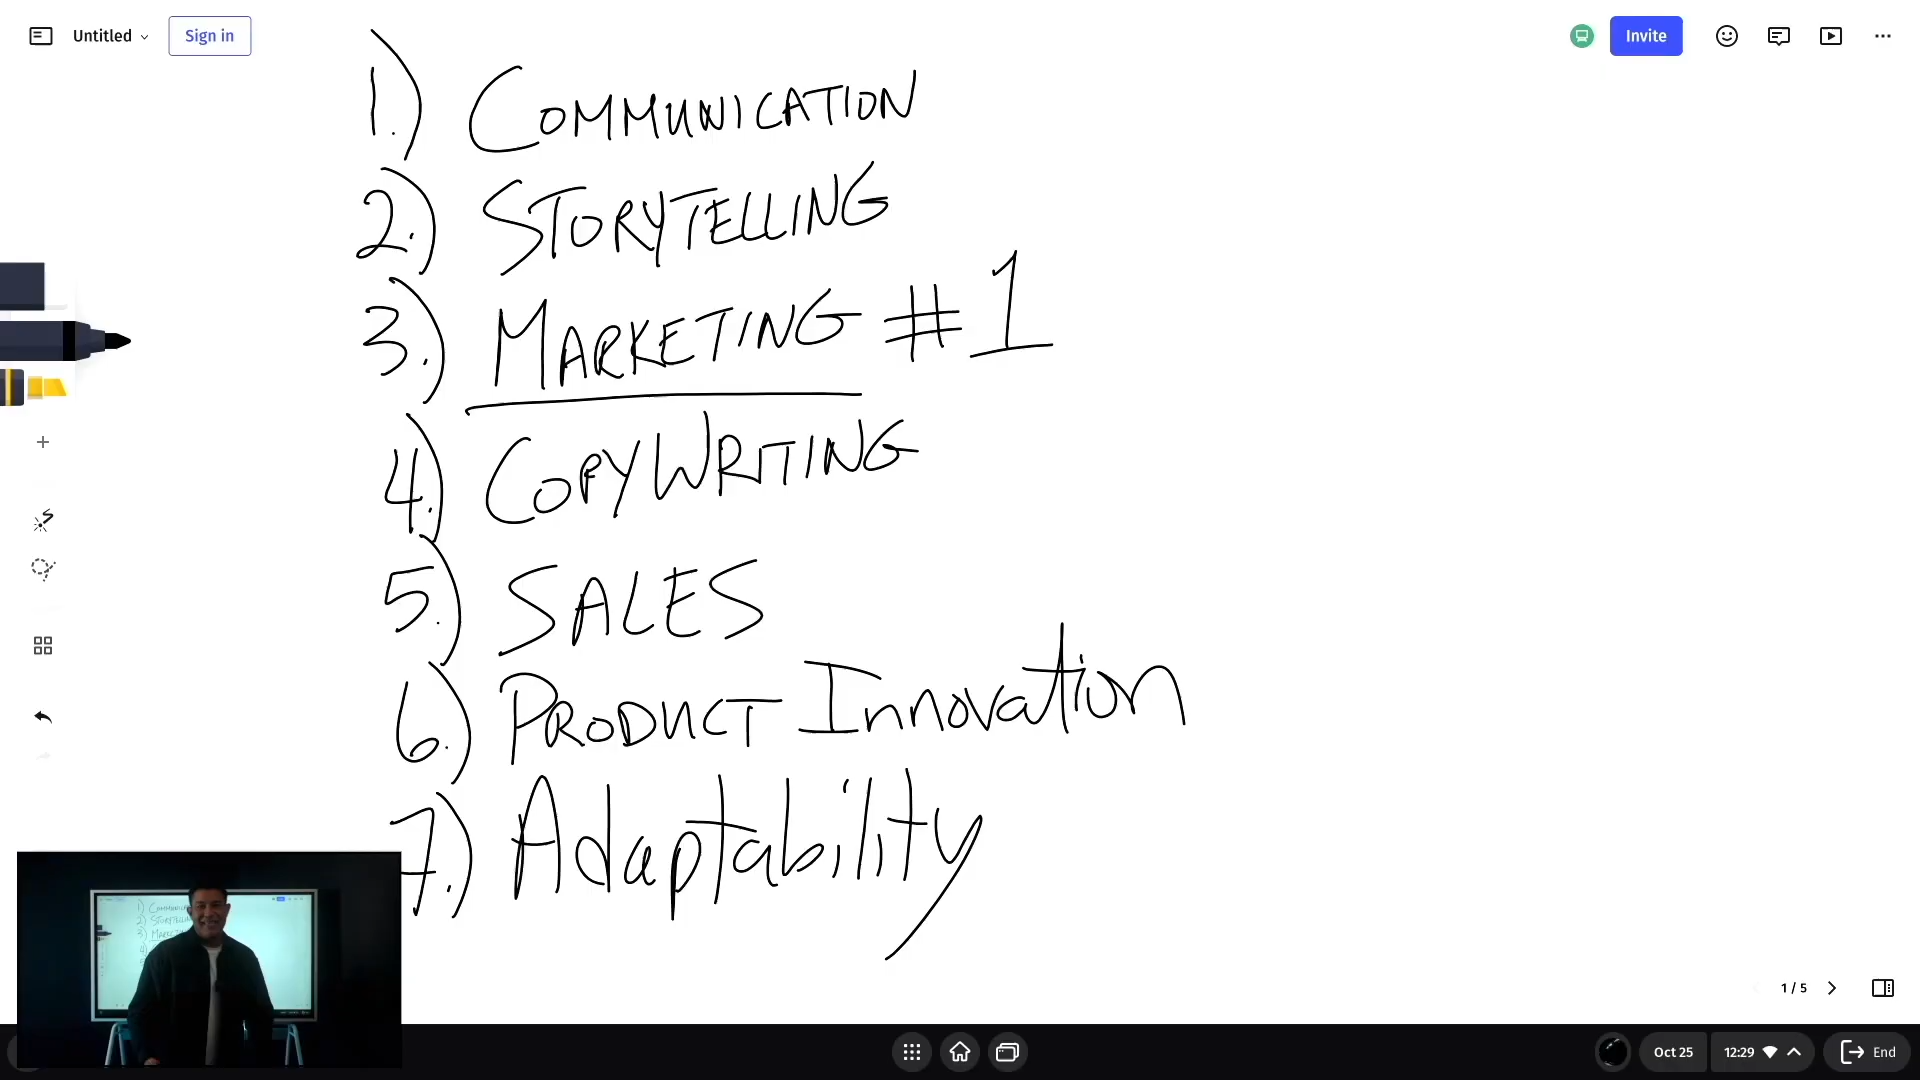 Untitled
Sign in
Invite
1.) COMMUNICATION
2.) STORYTELLING
3.) MARKETING #1
4.) COPYWRITING
5.) SALES
6.) PRODUCT Innovation
7.) Adaptability
1 / 5
Oct 25
12:29
End